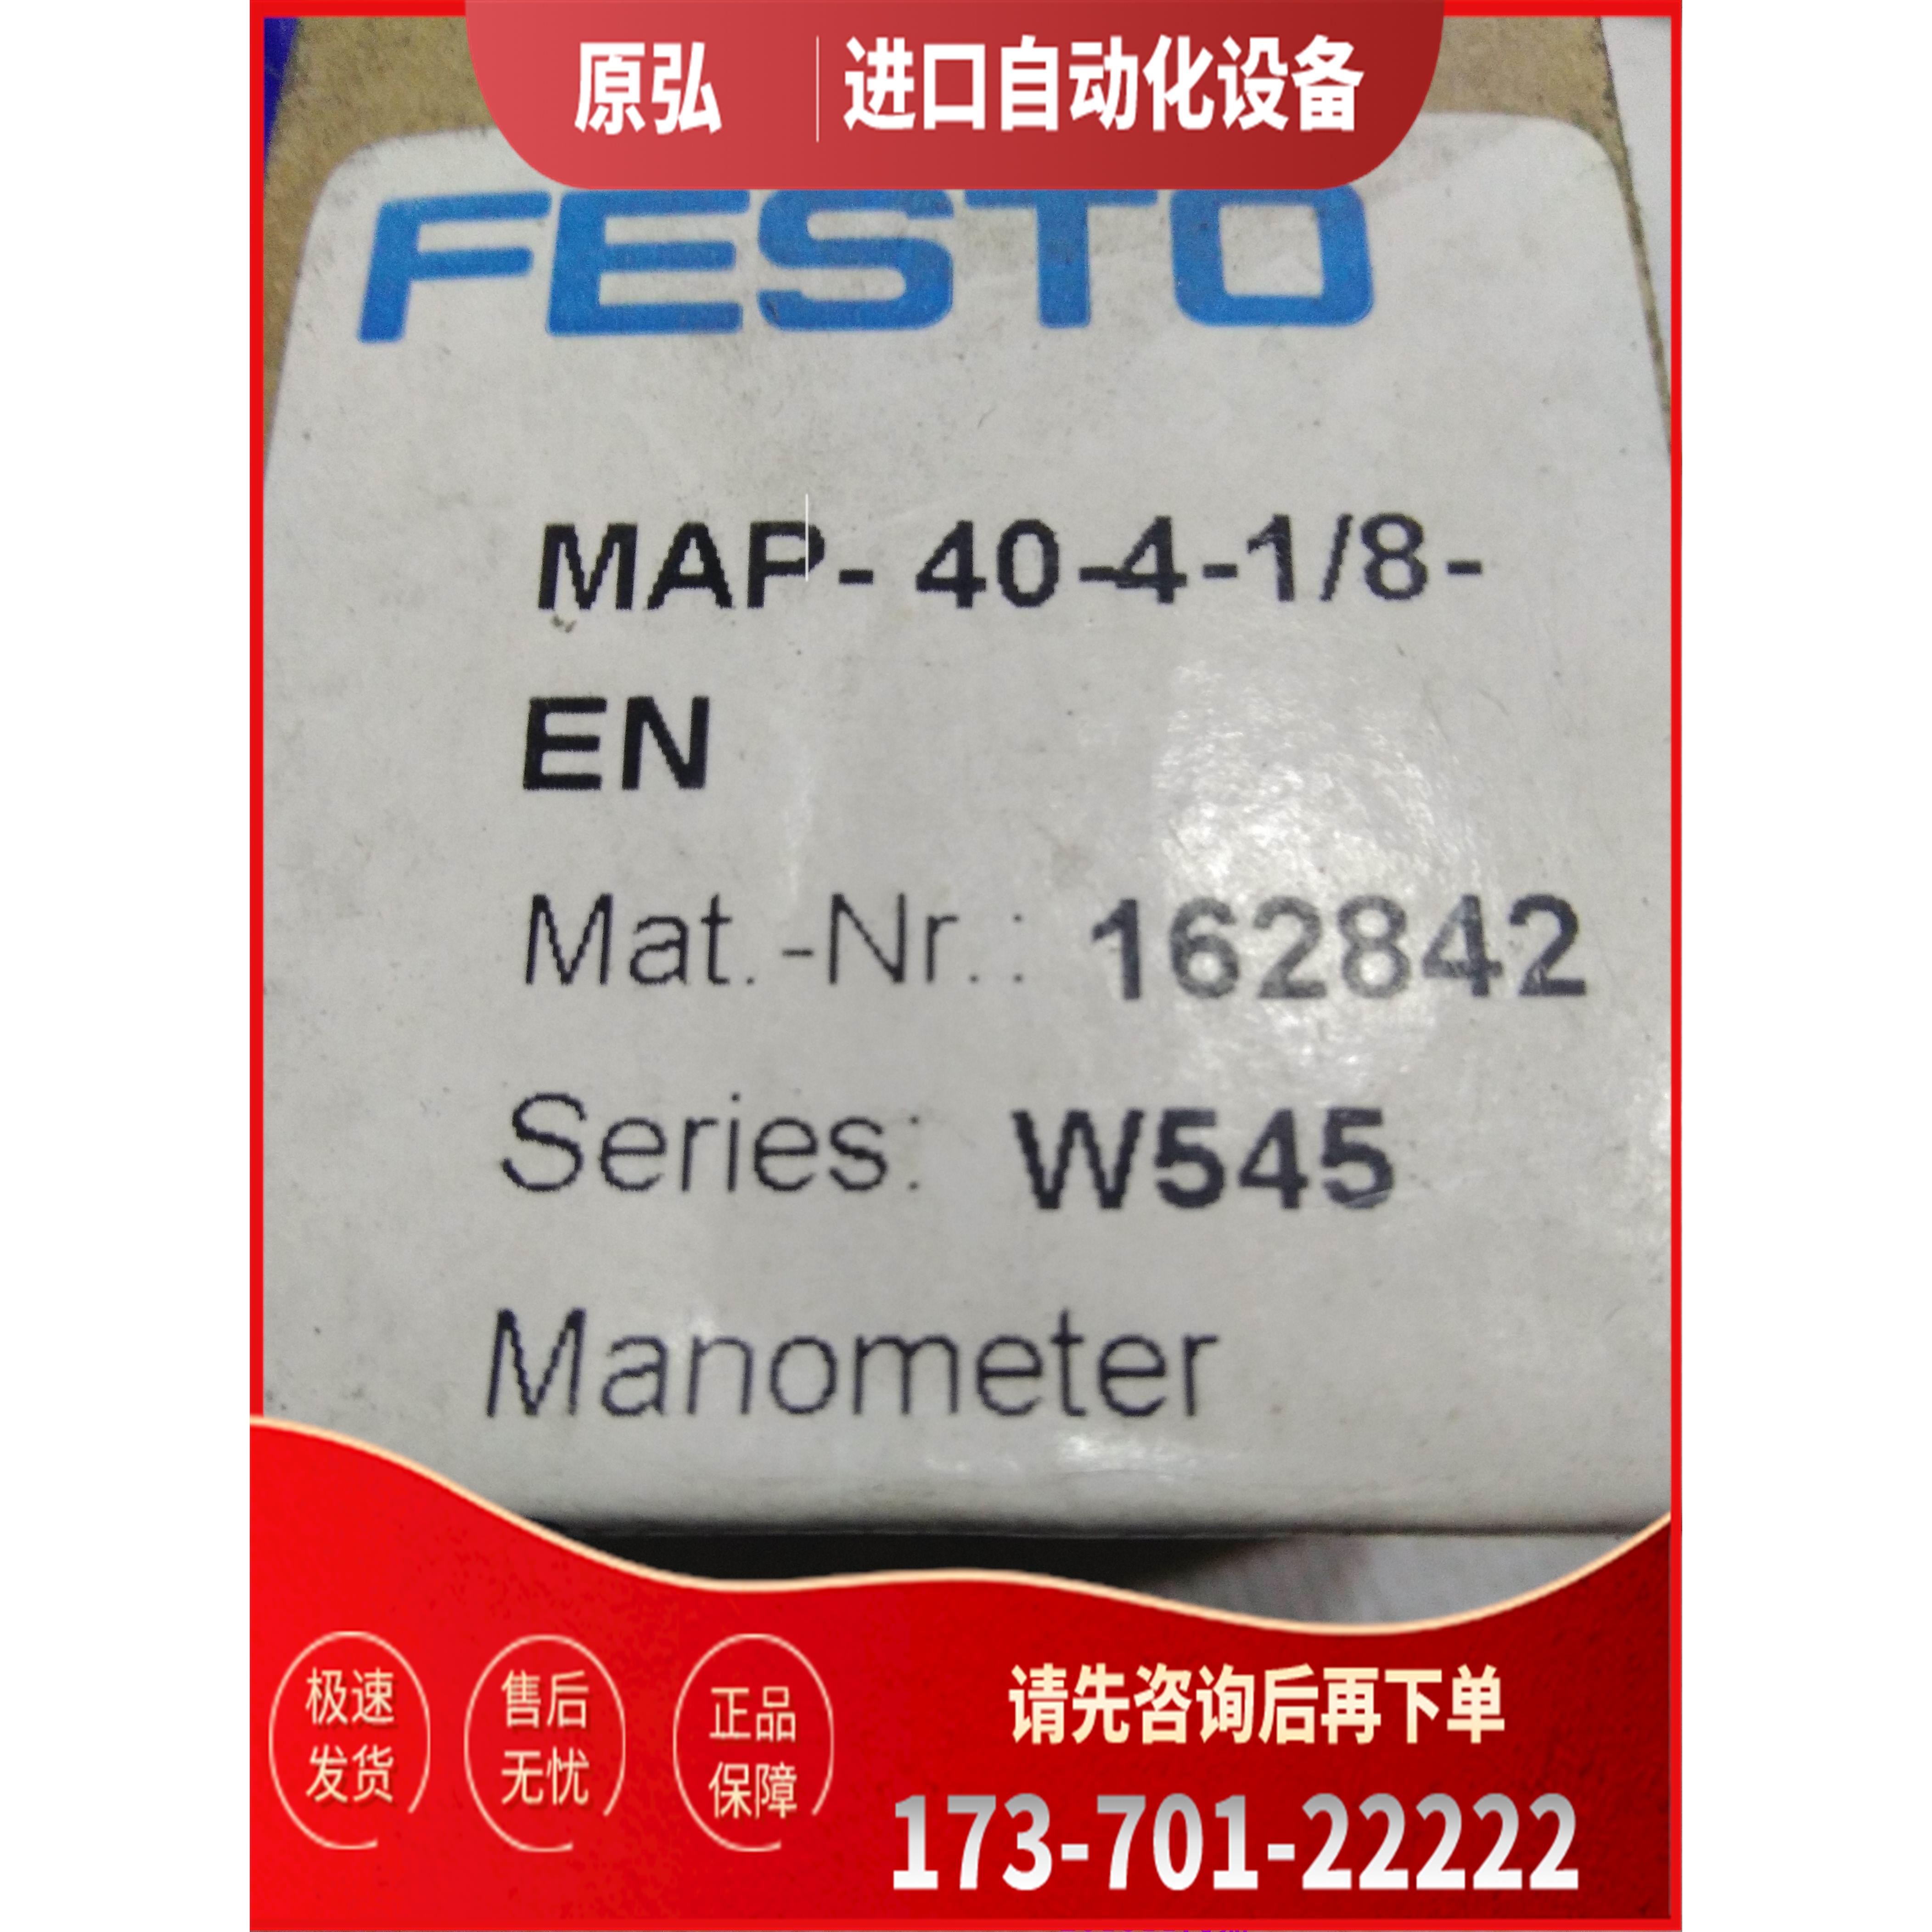 原弘 进口自动化设备
FESTO
MAP- 40-4-1/8-
EN
Mat.-Nr.: 162842
Series: W545
Manometer
极速
发货
售后
无忧
正品
保障
请先咨询后再下单
173-701-22222